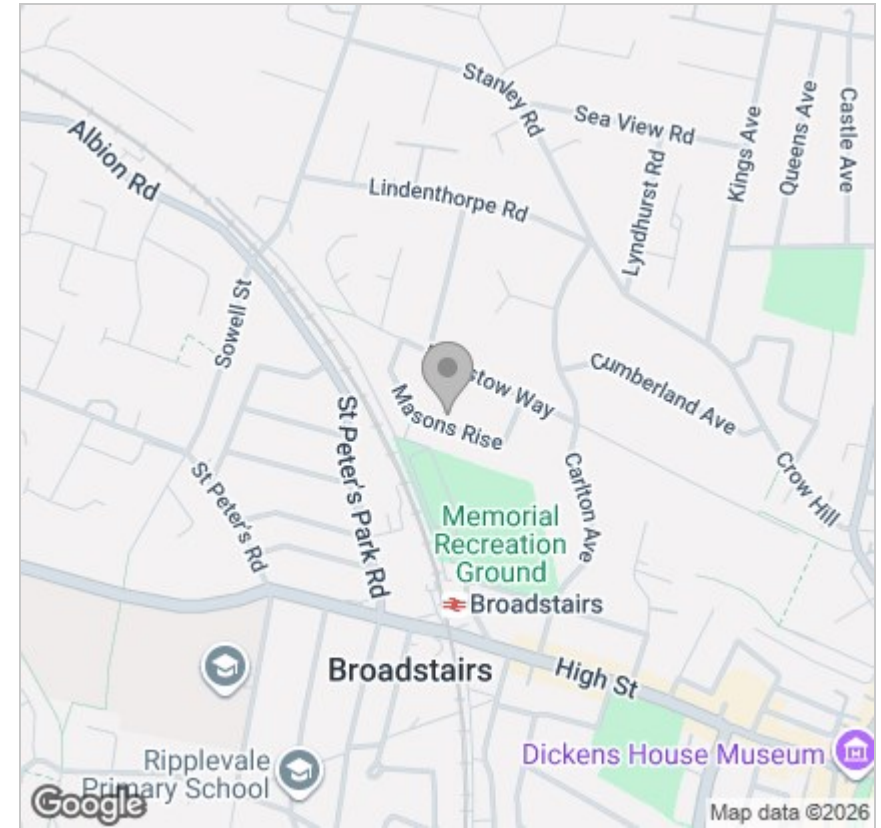 Stanley Rd
Sea View Rd
Kings Ave
Queens Ave
Castle Ave
Albion Rd
Lindenthorpe Rd
Lyndhurst Rd
Sowell St
stow Way
Cumberland Ave
Masons Rise
St Peter's Park Rd
St Peter's Rd
Carlton Ave
Crow Hill
Memorial
Recreation
Ground
Broadstairs
Broadstairs
High St
Dickens House Museum
Ripplevale
Primary School
Google
Map data ©2026